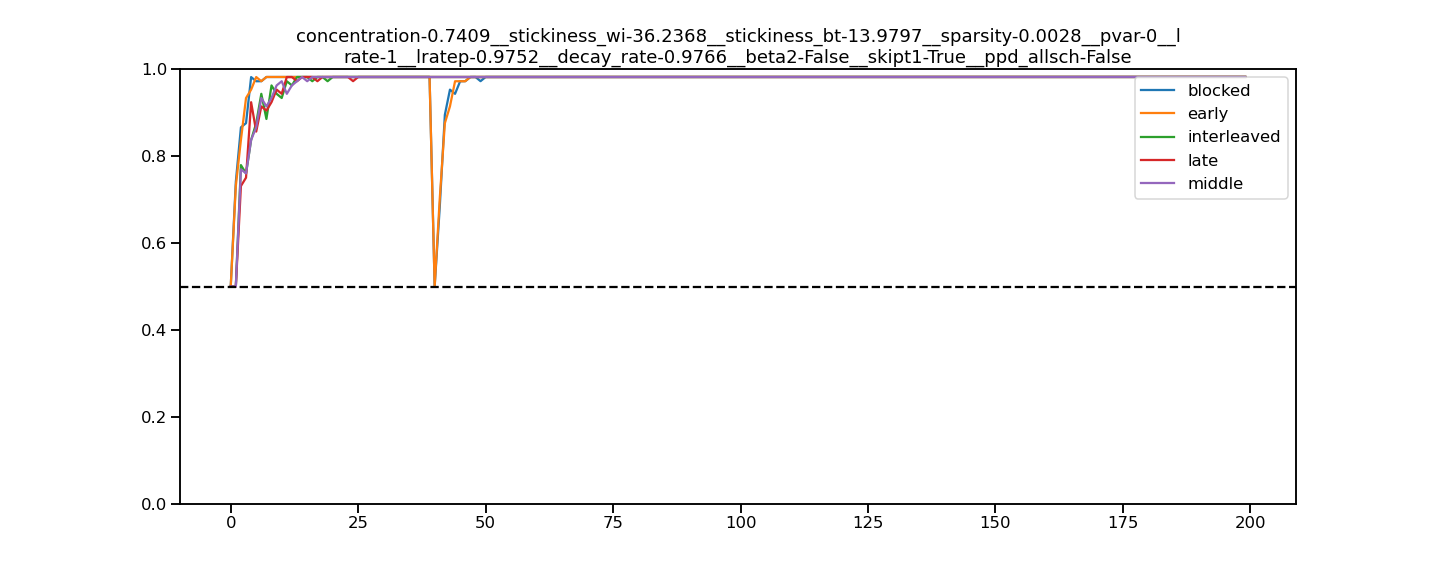 concentration-0.7409__stickiness_wi-36.2368__stickiness_bt-13.9797__sparsity-0.0028__pvar-0__l
rate-1__lratep-0.9752__decay_rate-0.9766__beta2-False__skipt1-True__ppd_allsch-False
1.0
0.8
0.6
0.4
0.2
0.0
blocked
early
interleaved
late
middle
0 25 50 75 100 125 150 175 200